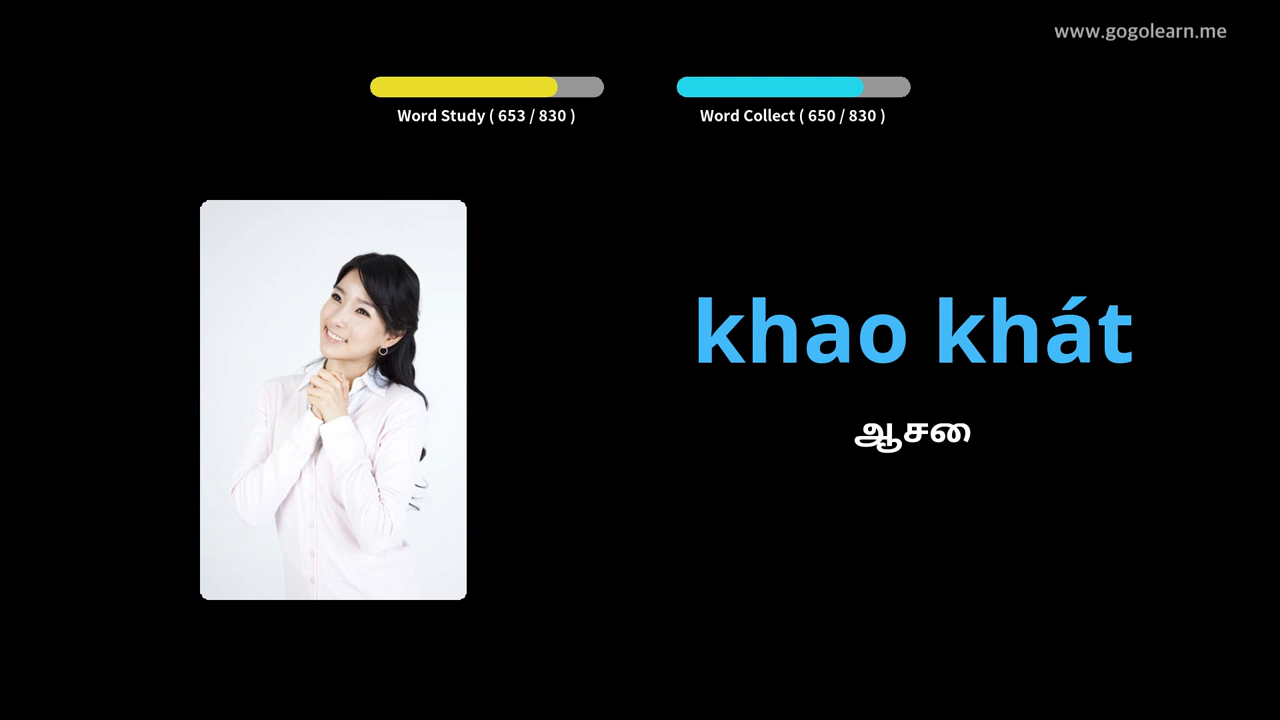 www.gogolearn.me
Word Study ( 653 / 830 )
Word Collect ( 650 / 830 )
khao khát
ஆசை